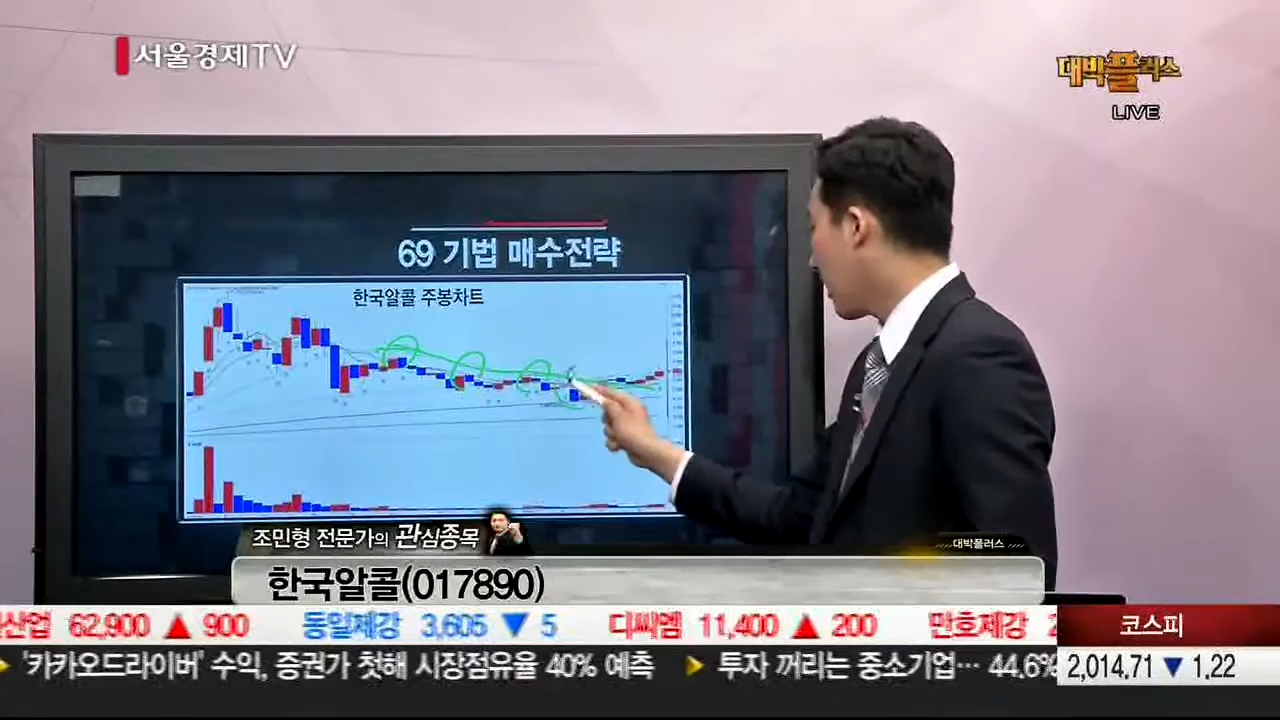 서울경제TV
대박플러스
LIVE
69 기법 매수전략
한국알콜 주봉차트
조민형 전문가의 관심종목
대박플러스
한국알콜(017890)
산업 62,900 ▲ 900 동일제강 3,605 ▼ 5 디씨엠 11,400 ▲ 200 만호제강 2
코스피
'카카오드라이버' 수익, 증권가 첫해 시장점유율 40% 예측 투자 꺼리는 중소기업… 44.6%
2,014.71 ▼ 1.22